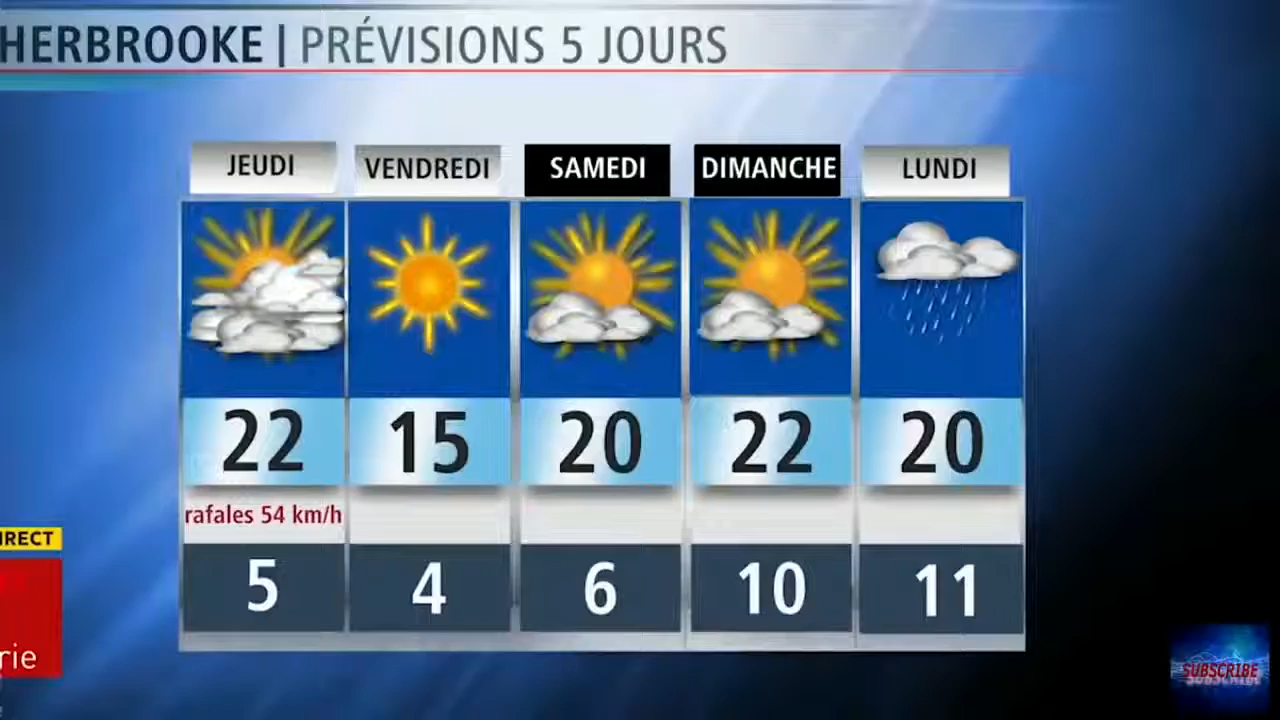 HERBROOKE | PRÉVISIONS 5 JOURS
JEUDI VENDREDI SAMEDI DIMANCHE LUNDI
22 15 20 22 20
rafales 54 km/h
5 4 6 10 11
IRECT
rie
SUBSCRIBE